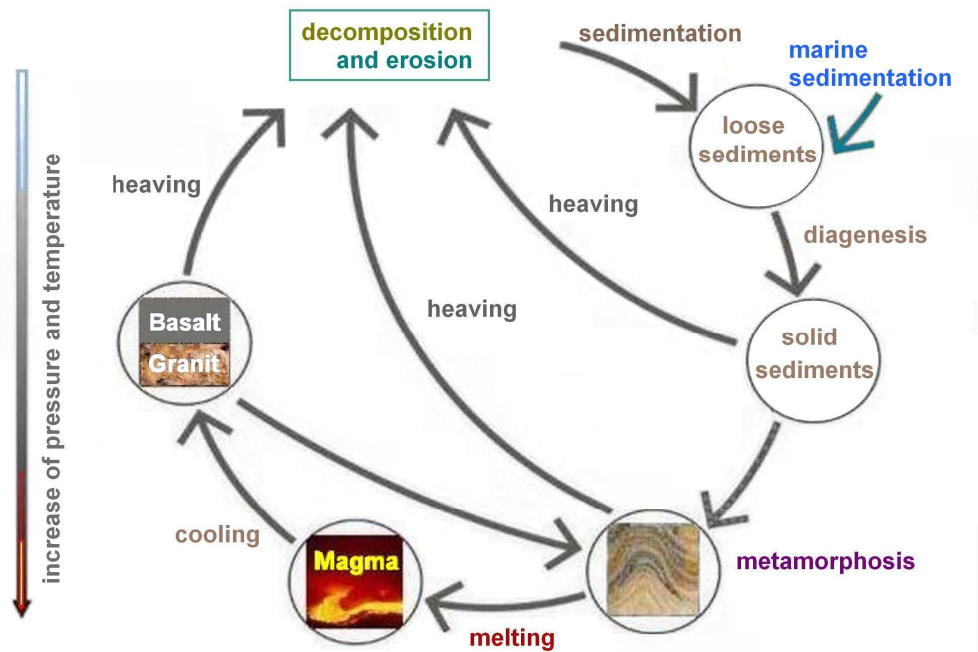 decomposition
and erosion
sedimentation
marine
sedimentation
loose
sediments
diagenesis
heaving
heaving
heaving
solid
sediments
Basalt
Granit
increase of pressure and temperature
cooling
Magma
melting
metamorphosis